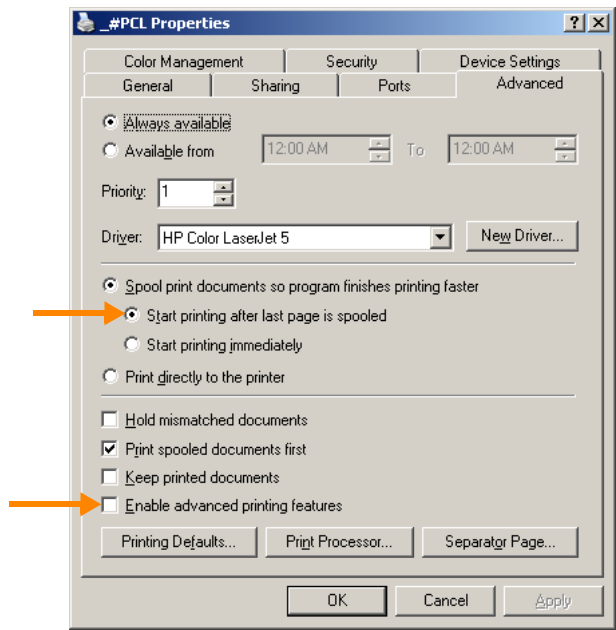 _#PCL Properties
Color Management Security Device Settings
General Sharing Ports Advanced
Always available
Available from 12:00 AM To 12:00 AM
Priority: 1
Driver: HP Color LaserJet 5 New Driver...
Spool print documents so program finishes printing faster
Start printing after last page is spooled
Start printing immediately
Print directly to the printer
Hold mismatched documents
Print spooled documents first
Keep printed documents
Enable advanced printing features
Printing Defaults... Print Processor... Separator Page...
OK Cancel Apply